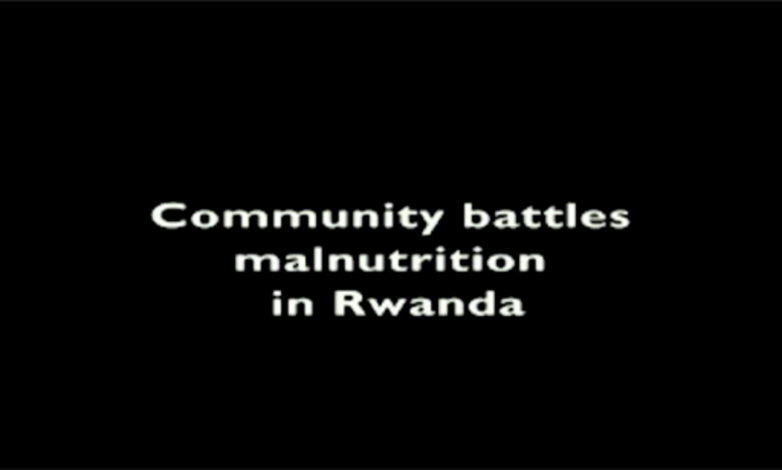 Community battles
malnutrition
in Rwanda